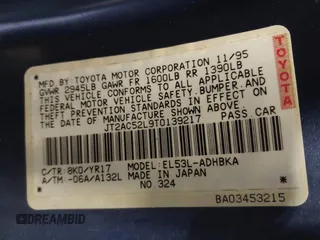 MFD. BY TOYOTA MOTOR CORPORATION 11/95
GVWR 2945LB GAWR FR 1600LB RR 1390LB
THIS VEHICLE CONFORMS TO ALL APPLICABLE
FEDERAL MOTOR VEHICLE SAFETY, BUMPER, AND
THEFT PREVENTION STANDARDS IN EFFECT ON
THE DATE OF MANUFACTURE SHOWN ABOVE.
JT2AC52L9T0139217 PASS. CAR
C/TR: 8K0/YR17 MODEL: EL53L-ADHBKA
A/TM: -06A/A132L MADE IN JAPAN
NO 324
BA03453215
DREAMBID